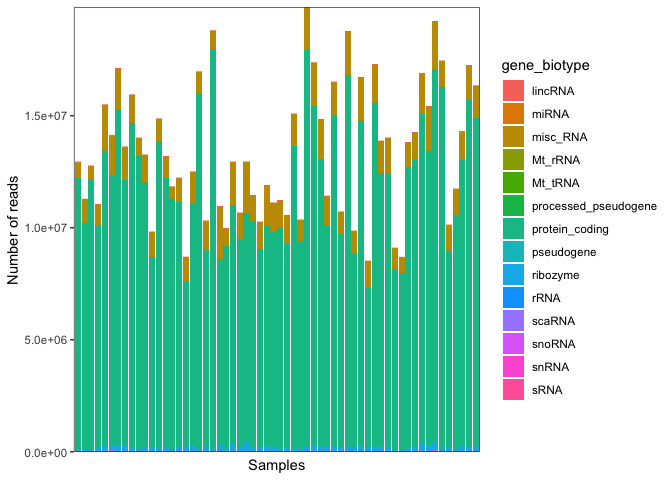 Number of reads
1.5e+07
1.0e+07
5.0e+06
0.0e+00
Samples
gene_biotype
lincRNA
miRNA
misc_RNA
Mt_rRNA
Mt_tRNA
processed_pseudogene
protein_coding
pseudogene
ribozyme
rRNA
scaRNA
snoRNA
snRNA
sRNA